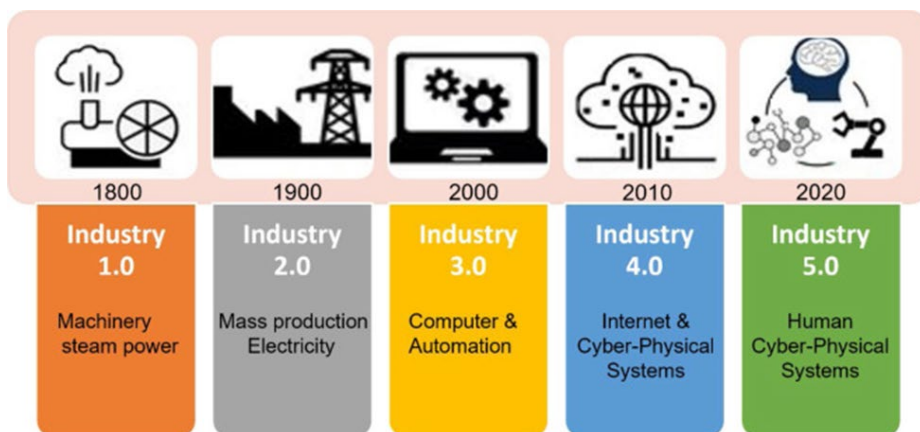 1800
1900
2000
2010
2020
Industry
1.0
Machinery
steam power
Industry
2.0
Mass production
Electricity
Industry
3.0
Computer &
Automation
Industry
4.0
Internet &
Cyber-Physical
Systems
Industry
5.0
Human
Cyber-Physical
Systems